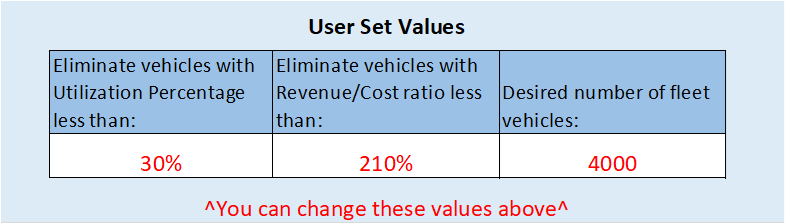 User Set Values
Eliminate vehicles with
Utilization Percentage
less than:
Eliminate vehicles with
Revenue/Cost ratio less
than:
Desired number of fleet
vehicles:
30%
210%
4000
^You can change these values above^